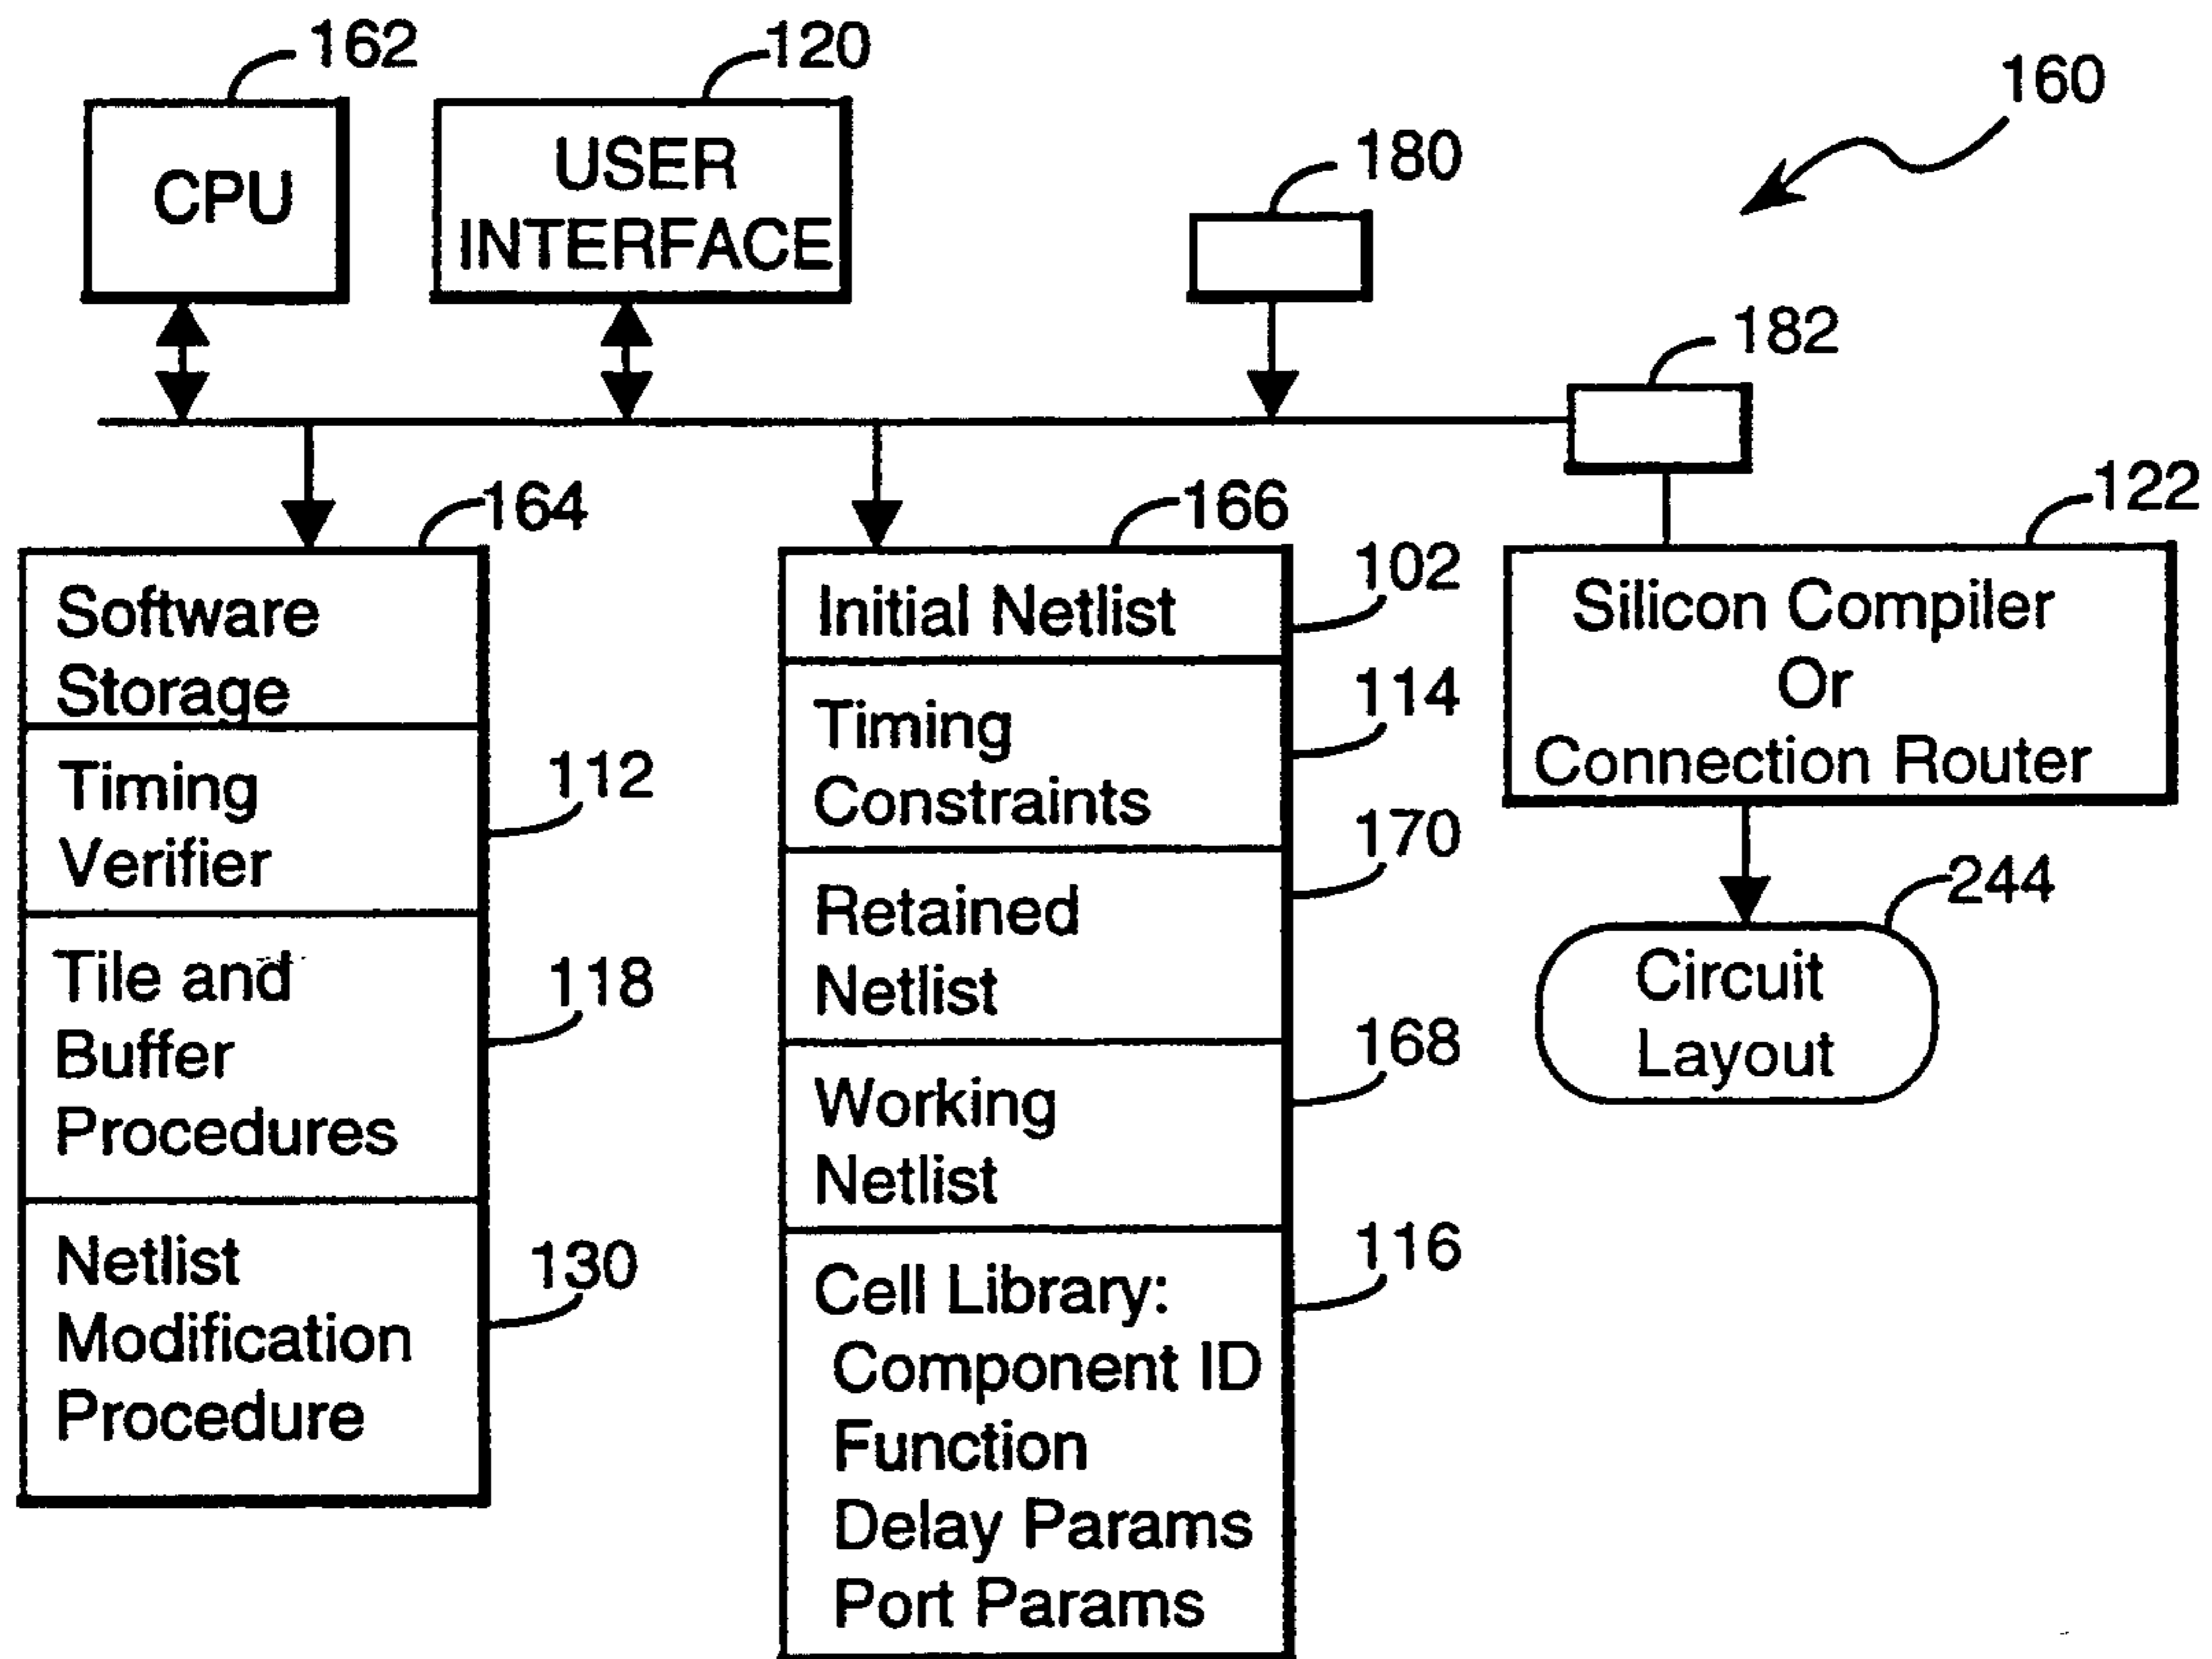 162
120
160
CPU
USER
INTERFACE
180
182
164
166
122
Software
Storage
Timing
Verifier
112
Tile and
Buffer
Procedures
118
Netlist
Modification
Procedure
130
Initial Netlist
102
Timing
Constraints
114
Retained
Netlist
170
Working
Netlist
168
Cell Library:
Component ID
Function
Delay Params
Port Params
116
Silicon Compiler
Or
Connection Router
244
Circuit
Layout